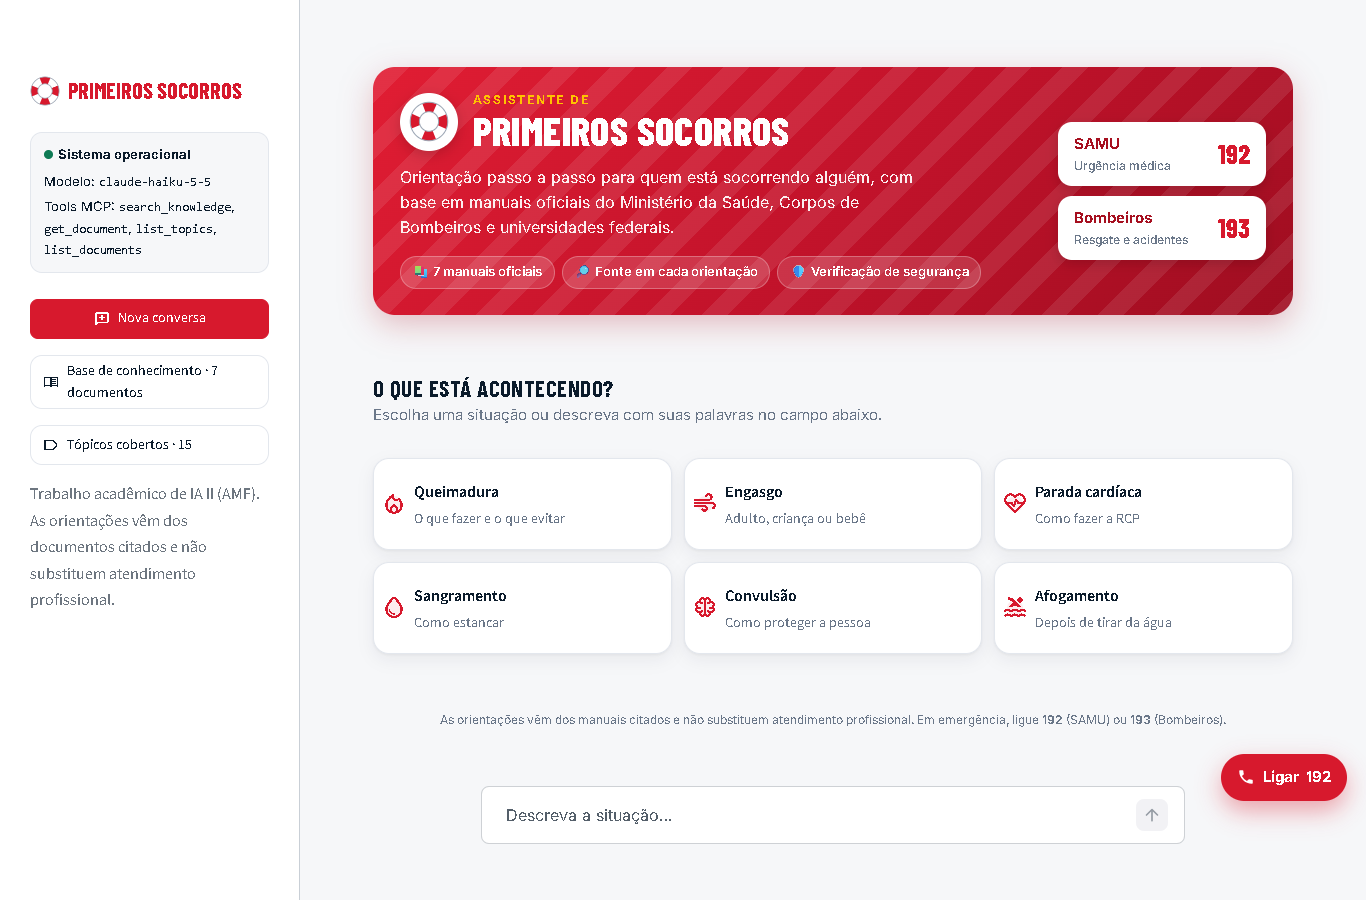 PRIMEIROS SOCORROS
Sistema operacional
Modelo: claude-haiku-5-5
Tools MCP: search_knowledge,
get_document, list_topics,
list_documents
Nova conversa
Base de conhecimento · 7
documentos
Tópicos cobertos · 15
Trabalho acadêmico de IA II (AMF).
As orientações vêm dos
documentos citados e não
substituem atendimento
profissional.
ASSISTENTE DE
PRIMEIROS SOCORROS
Orientação passo a passo para quem está socorrendo alguém, com
base em manuais oficiais do Ministério da Saúde, Corpos de
Bombeiros e universidades federais.
7 manuais oficiais
Fonte em cada orientação
Verificação de segurança
SAMU
Urgência médica
192
Bombeiros
Resgate e acidentes
193
O QUE ESTÁ ACONTECENDO?
Escolha uma situação ou descreva com suas palavras no campo abaixo.
Queimadura
O que fazer e o que evitar
Engasgo
Adulto, criança ou bebê
Parada cardíaca
Como fazer a RCP
Sangramento
Como estancar
Convulsão
Como proteger a pessoa
Afogamento
Depois de tirar da água
As orientações vêm dos manuais citados e não substituem atendimento profissional. Em emergência, ligue 192 (SAMU) ou 193 (Bombeiros).
Ligar 192
Descreva a situação...